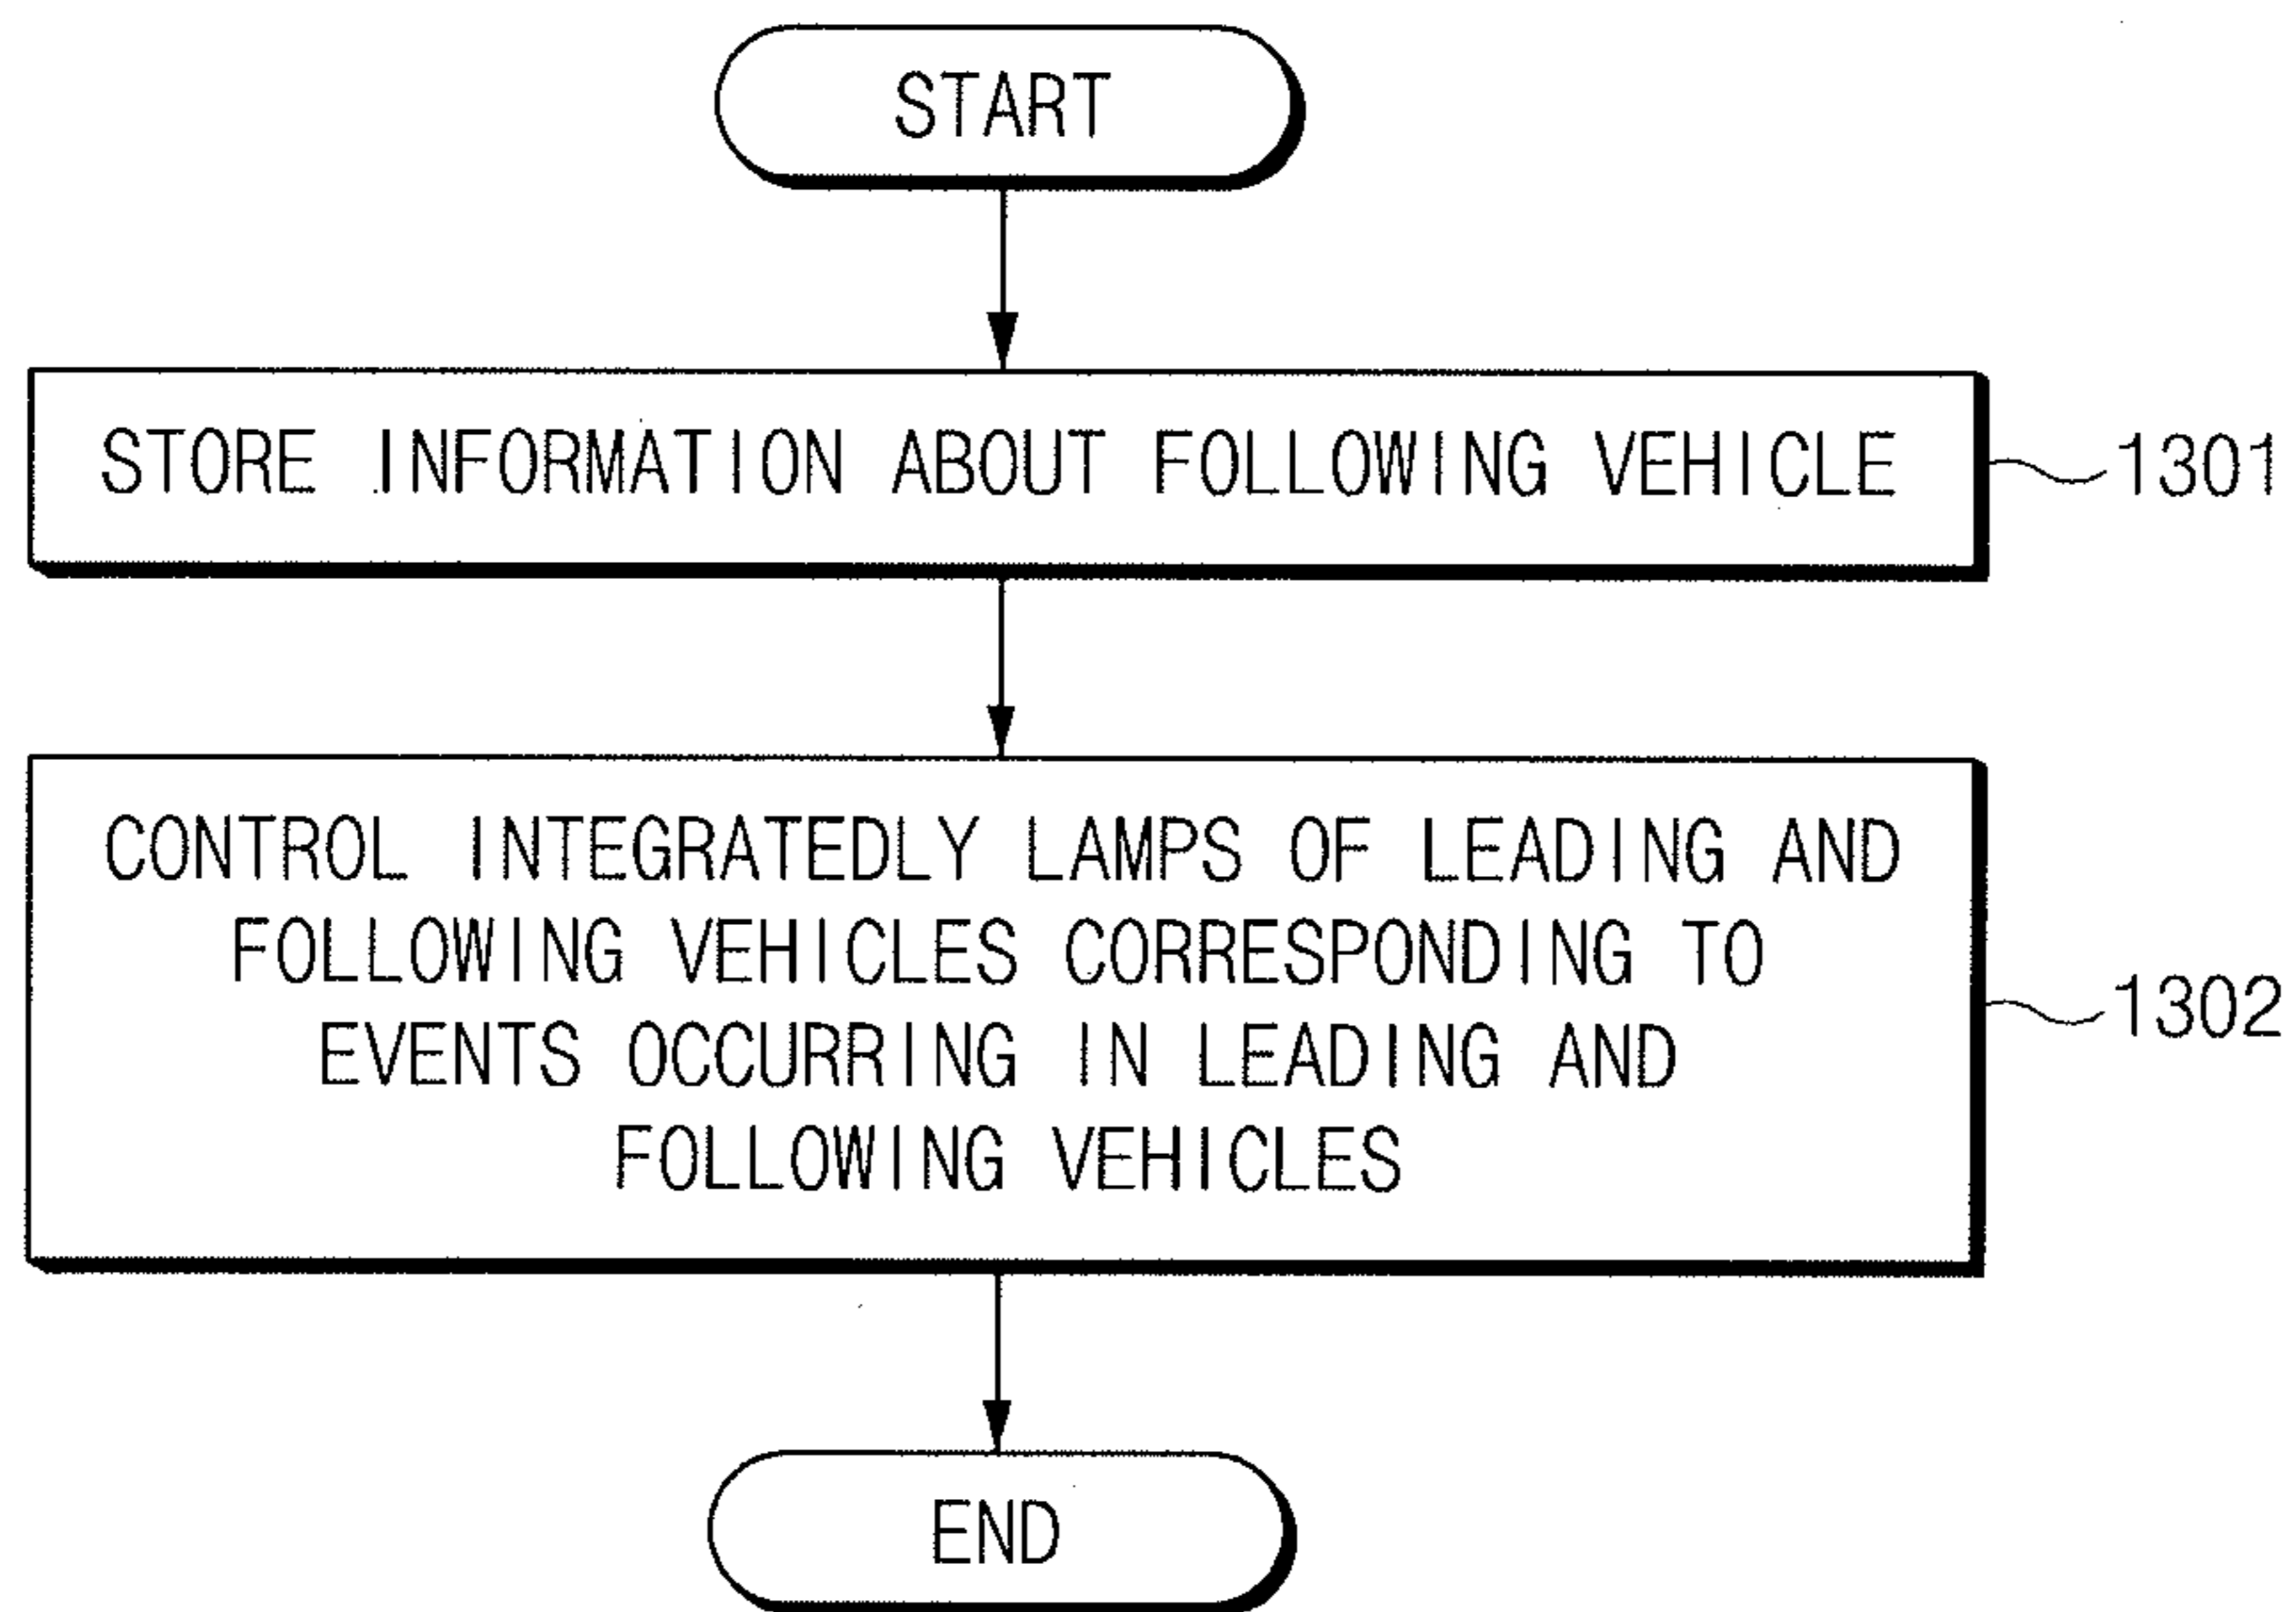 START
STORE INFORMATION ABOUT FOLLOWING VEHICLE
1301
CONTROL INTEGRATEDLY LAMPS OF LEADING AND
FOLLOWING VEHICLES CORRESPONDING TO
EVENTS OCCURRING IN LEADING AND
FOLLOWING VEHICLES
1302
END